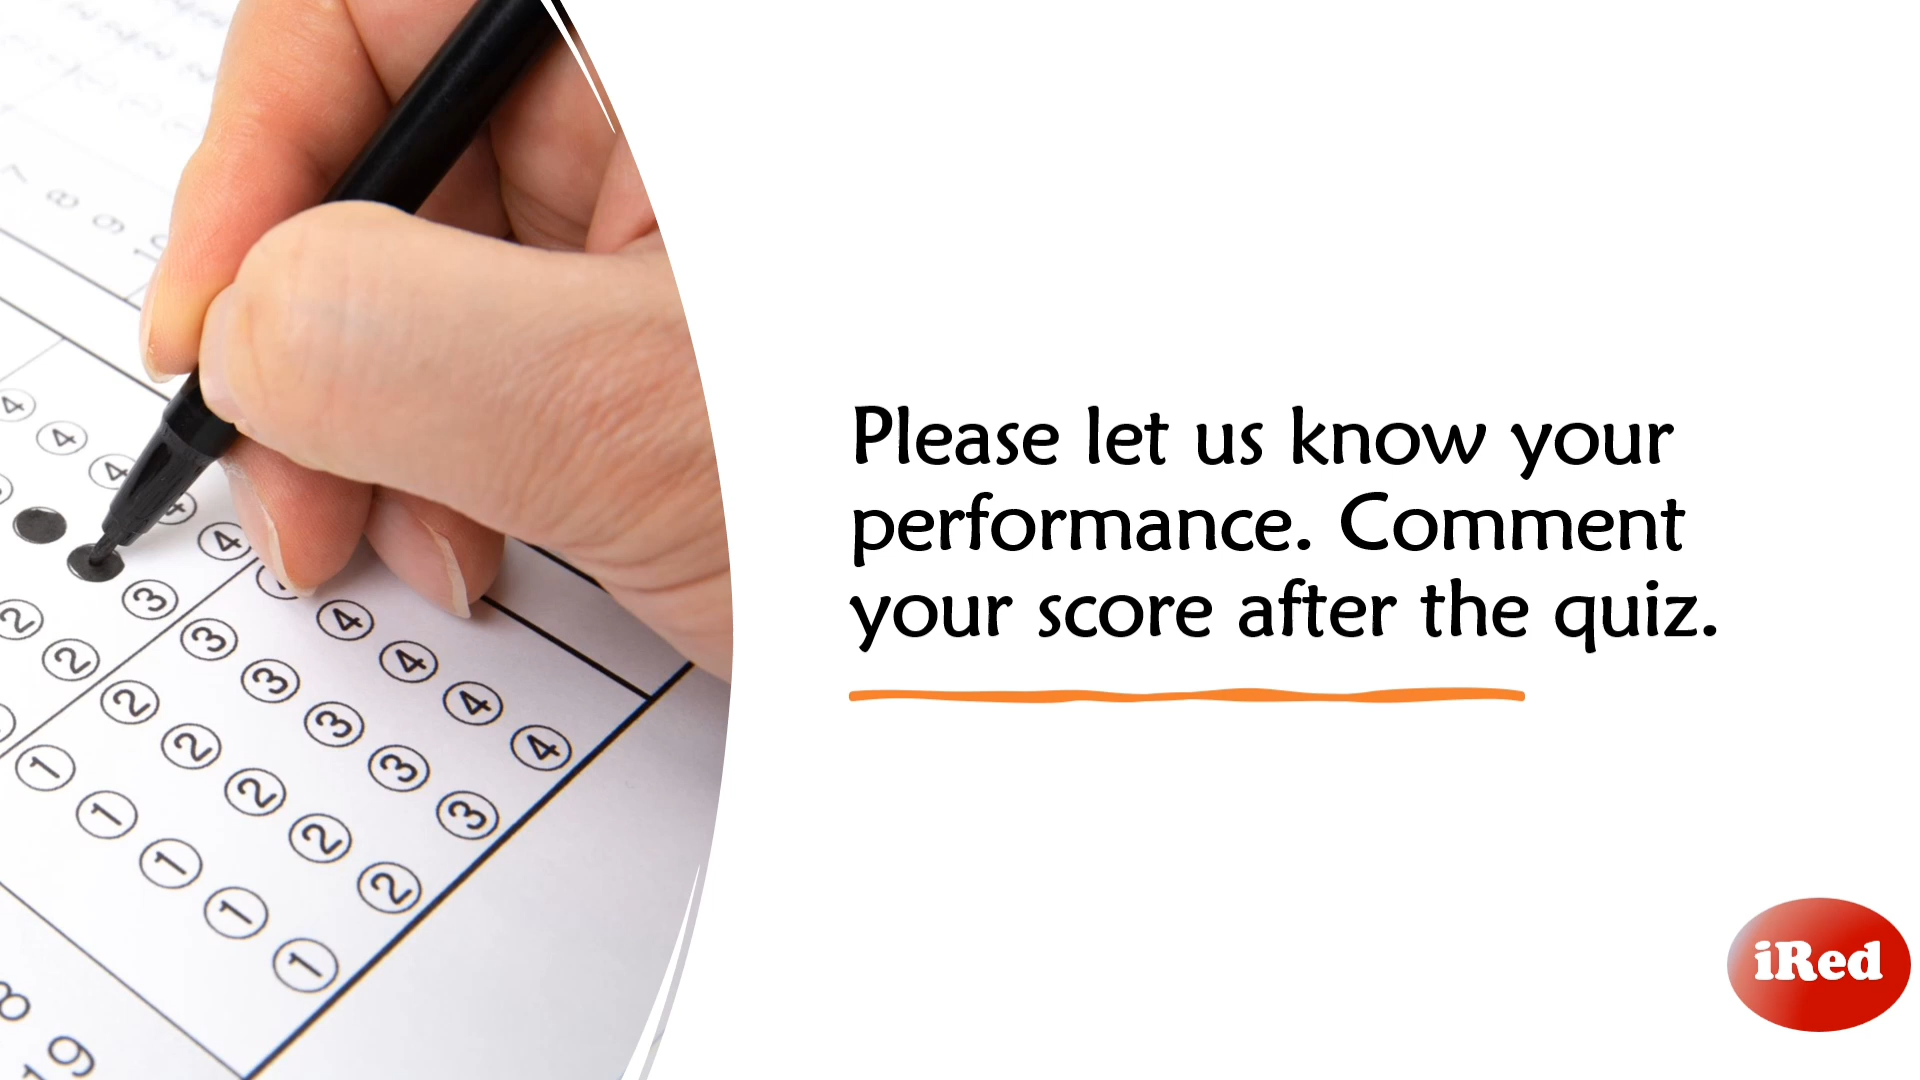 Please let us know your
performance. Comment
your score after the quiz.
iRed